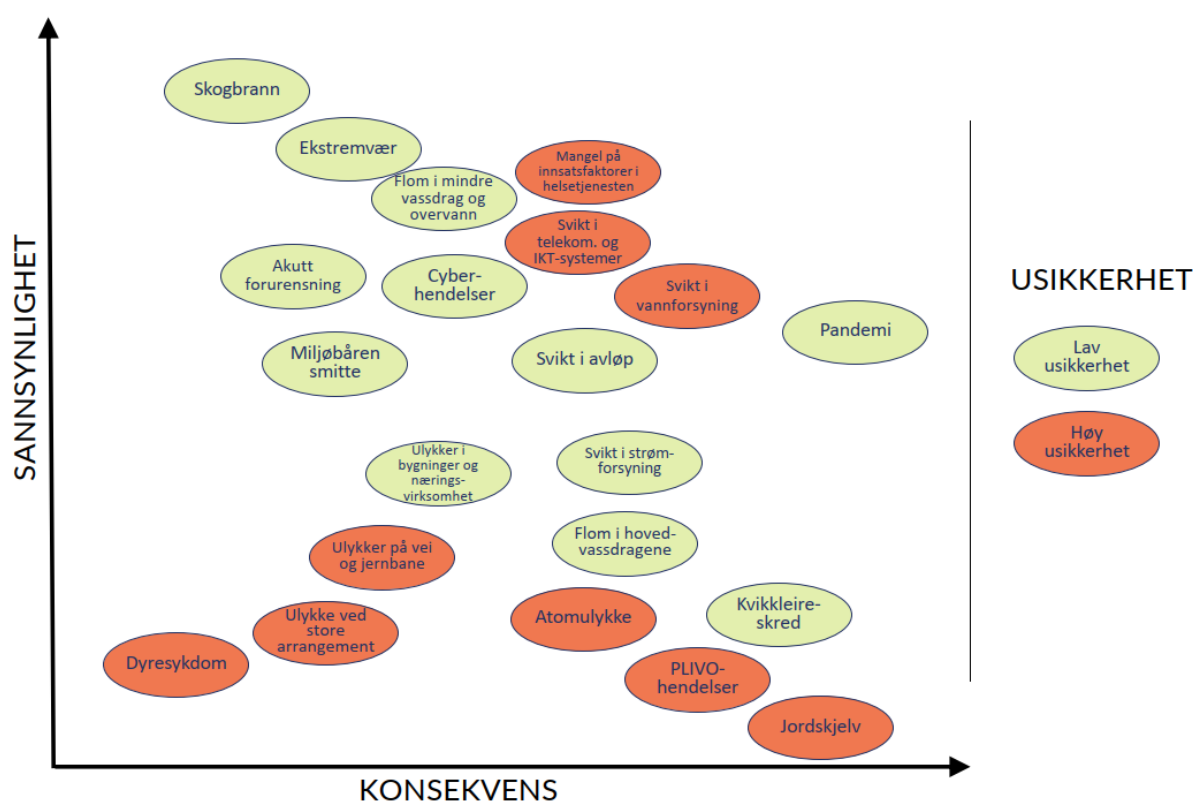 Skogbrann
Ekstremvær
Mangel på
innsatsfaktorer i
helsetjenesten
Flom i mindre
vassdrag og
overvann
Svikt i
telekom. og
IKT-systemer
Akutt
forurensning
Cyber-
hendelser
Svikt i
vannforsyning
Pandemi
Miljøbåren
smitte
Svikt i avløp
Ulykker i
bygninger og
nærings-
virksomhet
Svikt i strøm-
forsyning
Ulykker på vei
og jernbane
Flom i hoved-
vassdragene
Ulykke ved
store
arrangement
Atomulykke
Kvikkleire-
skred
Dyresykdom
PLIVO-
hendelser
Jordskjelv
SANNSYNLIGHET
KONSEKVENS
USIKKERHET
Lav
usikkerhet
Høy
usikkerhet